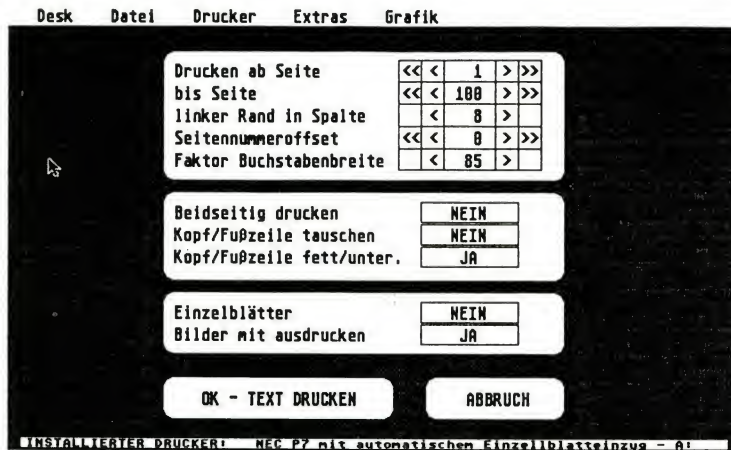 Desk Datei Drucker Extras Grafik
Drucken ab Seite << < 1 > >>
bis Seite << < 100 > >>
linker Rand in Spalte < 8 >
Seitennummeroffset << < 0 > >>
Faktor Buchstabenbreite < 85 >
Beidseitig drucken NEIN
Kopf/Fußzeile tauschen NEIN
Kopf/Fußzeile fett/unter. JA
Einzelblätter NEIN
Bilder mit ausdrucken JA
OK - TEXT DRUCKEN ABBRUCH
INSTALLIERTER DRUCKER: NEC P7 mit automatischem Einzellblatteinzug - A: